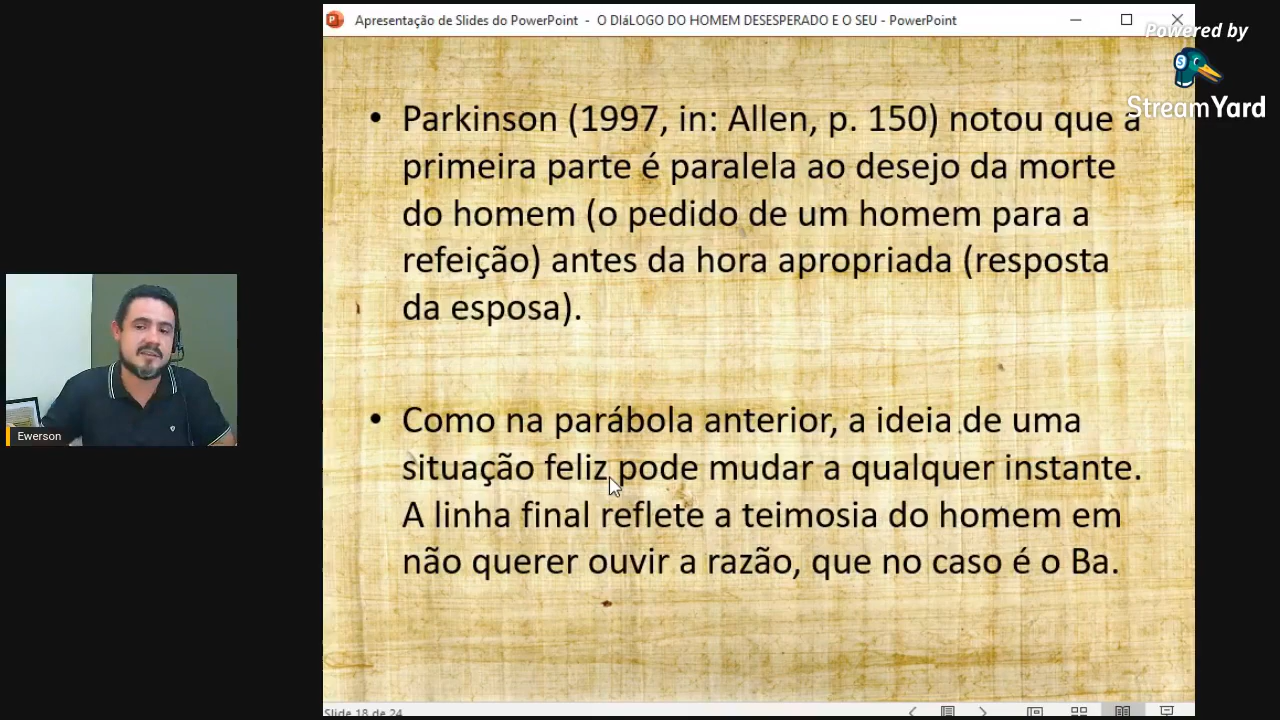 Apresentação de Slides do PowerPoint - O DIáLOGO DO HOMEM DESESPERADO E O SEU - PowerPoint
Powered by
StreamYard
• Parkinson (1997, in: Allen, p. 150) notou que a
primeira parte é paralela ao desejo da morte
do homem (o pedido de um homem para a
refeição) antes da hora apropriada (resposta
da esposa).
• Como na parábola anterior, a ideia de uma
situação feliz pode mudar a qualquer instante.
A linha final reflete a teimosia do homem em
não querer ouvir a razão, que no caso é o Ba.
Ewerson
Slide 18 de 24